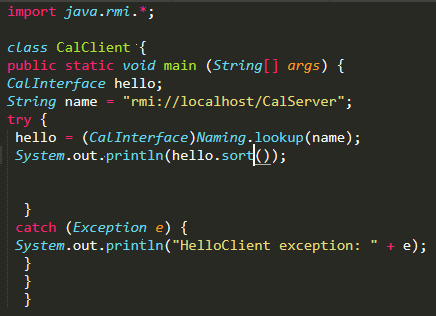 import java.rmi.*;
class CalClient {
public static void main (String[] args) {
CalInterface hello;
String name = "rmi://localhost/CalServer";
try {
hello = (CalInterface)Naming.lookup(name);
System.out.println(hello.sort());
}
catch (Exception e) {
System.out.println("HelloClient exception: " + e);
}
}
}